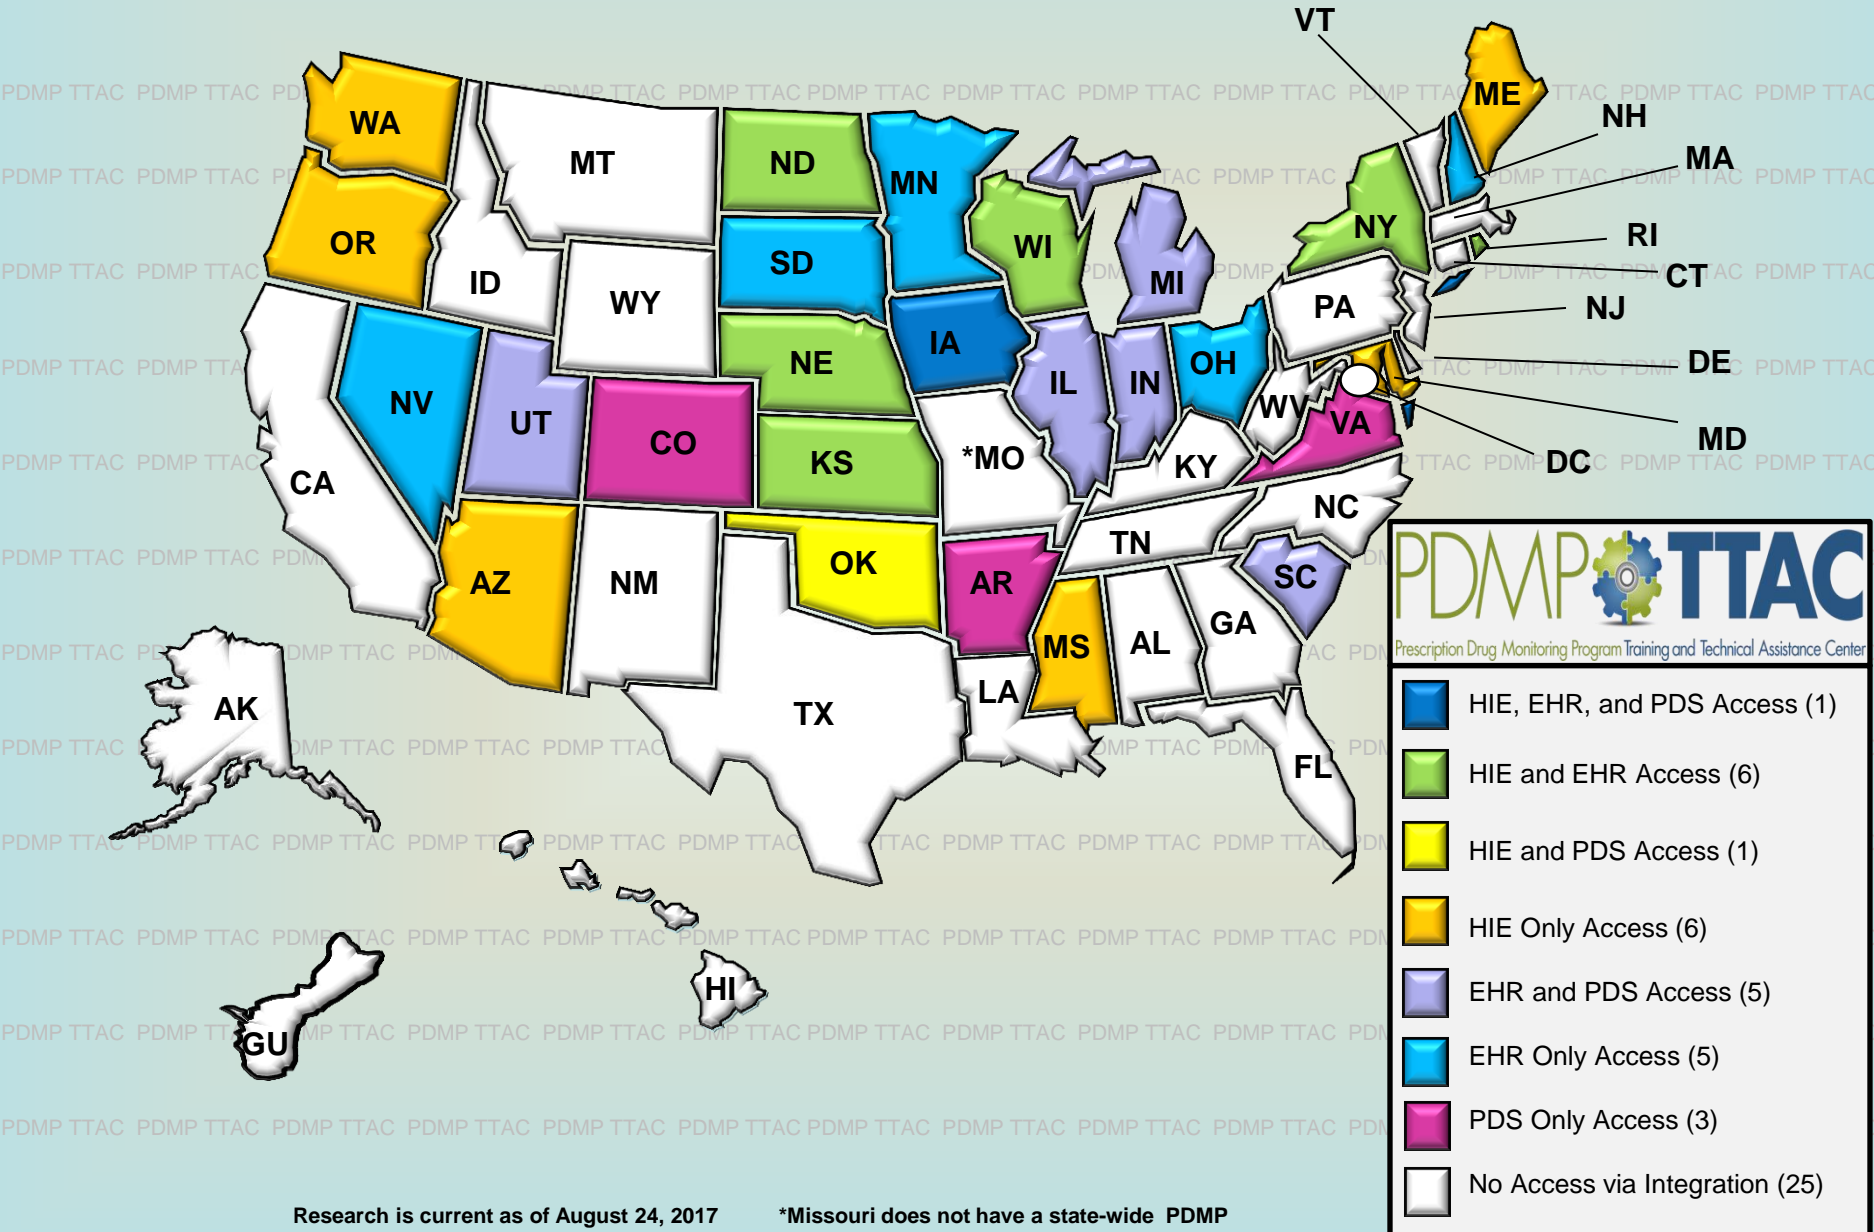 VT
ME
WA
NH
MT
ND
MN
MA
OR
NY
RI
WI
SD
ID
MI
CT
WY
PA
NJ
IA
NE
OH
DE
IL
IN
NV
UT
WV
VA
CO
MD
*MO
KS
KY
DC
CA
NC
TN
OK
AZ
NM
AR
SC
GA
MS
AL
LA
AK
TX
FL
HI
GU
PDMP TTAC
Prescription Drug Monitoring Program Training and Technical Assistance Center
HIE, EHR, and PDS Access (1)
HIE and EHR Access (6)
HIE and PDS Access (1)
HIE Only Access (6)
EHR and PDS Access (5)
EHR Only Access (5)
PDS Only Access (3)
No Access via Integration (25)
Research is current as of August 24, 2017 *Missouri does not have a state-wide PDMP